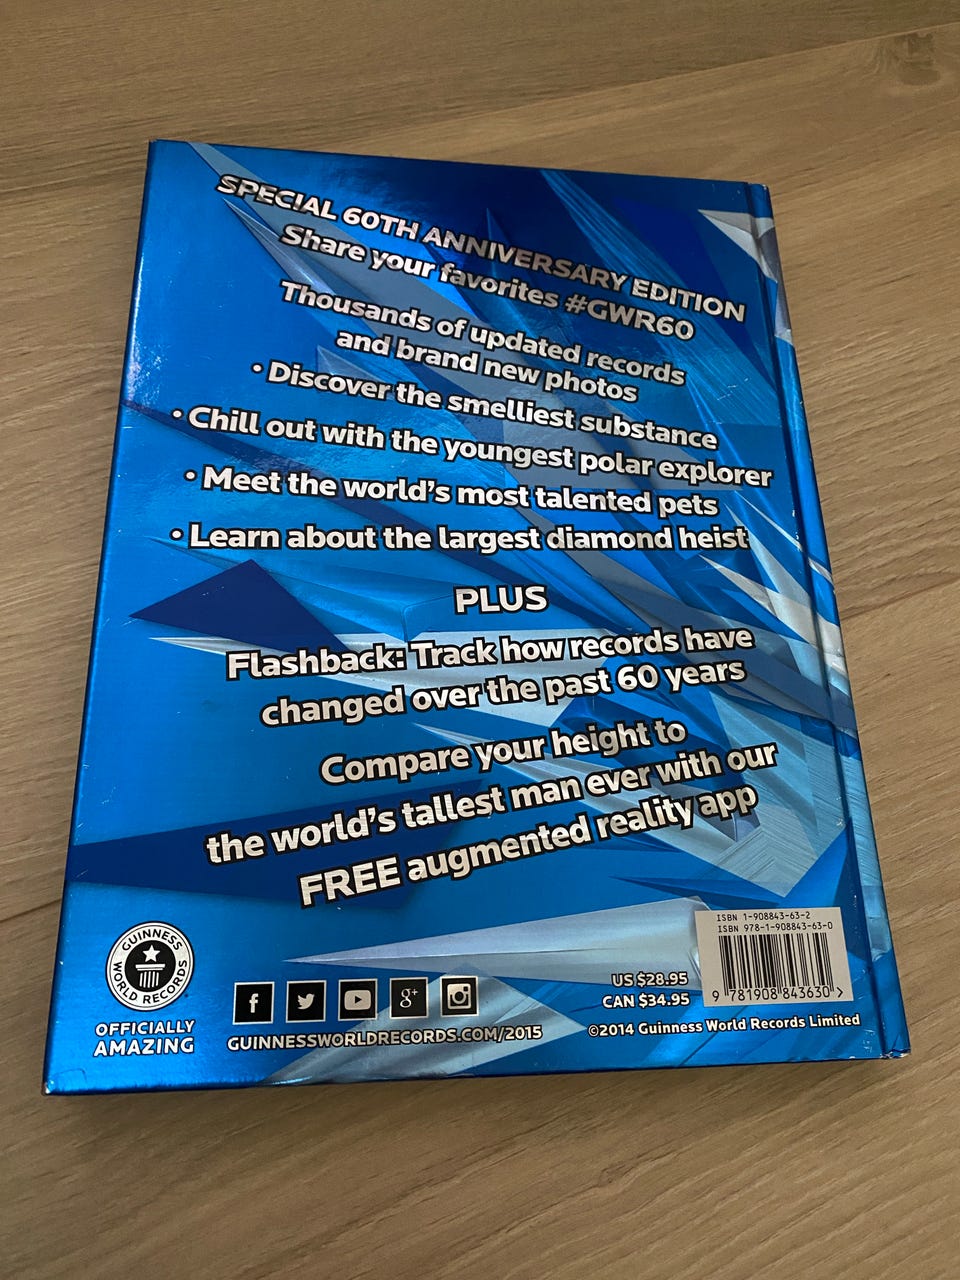 SPECIAL 60TH ANNIVERSARY EDITION
Share your favorites #GWR60
Thousands of updated records
and brand new photos
• Discover the smelliest substance
• Chill out with the youngest polar explorer
• Meet the world's most talented pets
• Learn about the largest diamond heist
PLUS
Flashback: Track how records have
changed over the past 60 years
Compare your height to
the world's tallest man ever with our
FREE augmented reality app
GUINNESS
WORLD RECORDS
OFFICIALLY
AMAZING
f
g+
GUINNESSWORLDRECORDS.COM/2015
US $28.95
CAN $34.95
ISBN 1-908843-63-2
ISBN 978-1-908843-63-0
9 781908 843630 >
©2014 Guinness World Records Limited